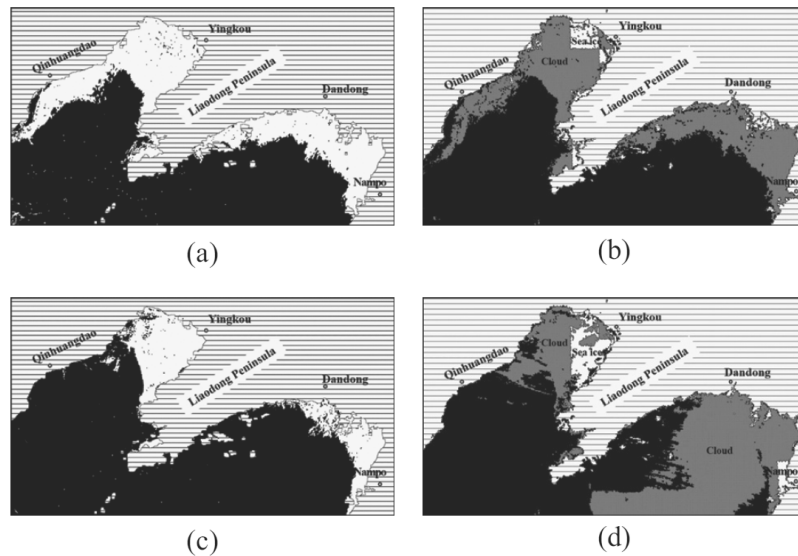 Yingkou
Qinhuangdao
Liaodong Peninsula
Dandong
Nampo
(a)
Yingkou
Sea ice
Cloud
Qinhuangdao
Liaodong Peninsula
Dandong
Nampo
(b)
Yingkou
Qinhuangdao
Liaodong Peninsula
Dandong
Nampo
(c)
Yingkou
Cloud
Sea ice
Qinhuangdao
Liaodong Peninsula
Dandong
Cloud
Nampo
(d)